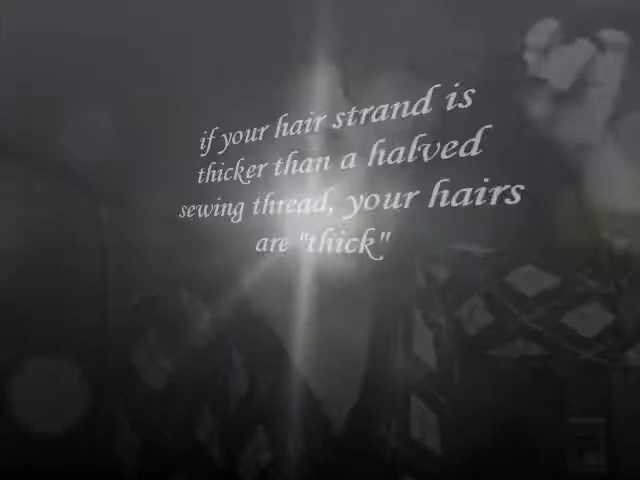 if your hair strand is
thicker than a halved
sewing thread, your hairs
are "thick"